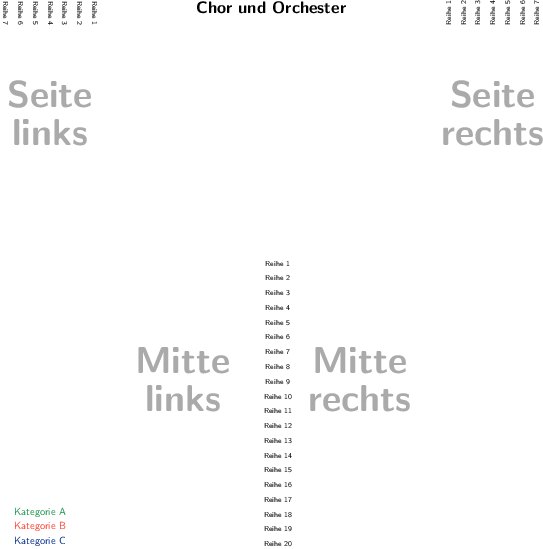 Chor und Orchester
Reihe 7
Reihe 6
Reihe 5
Reihe 4
Reihe 3
Reihe 2
Reihe 1
Reihe 1
Reihe 2
Reihe 3
Reihe 4
Reihe 5
Reihe 6
Reihe 7
Seite
links
Seite
rechts
Reihe 1
Reihe 2
Reihe 3
Reihe 4
Reihe 5
Reihe 6
Reihe 7
Reihe 8
Reihe 9
Reihe 10
Reihe 11
Reihe 12
Reihe 13
Reihe 14
Reihe 15
Reihe 16
Reihe 17
Reihe 18
Reihe 19
Reihe 20
Mitte
links
Mitte
rechts
Kategorie A
Kategorie B
Kategorie C